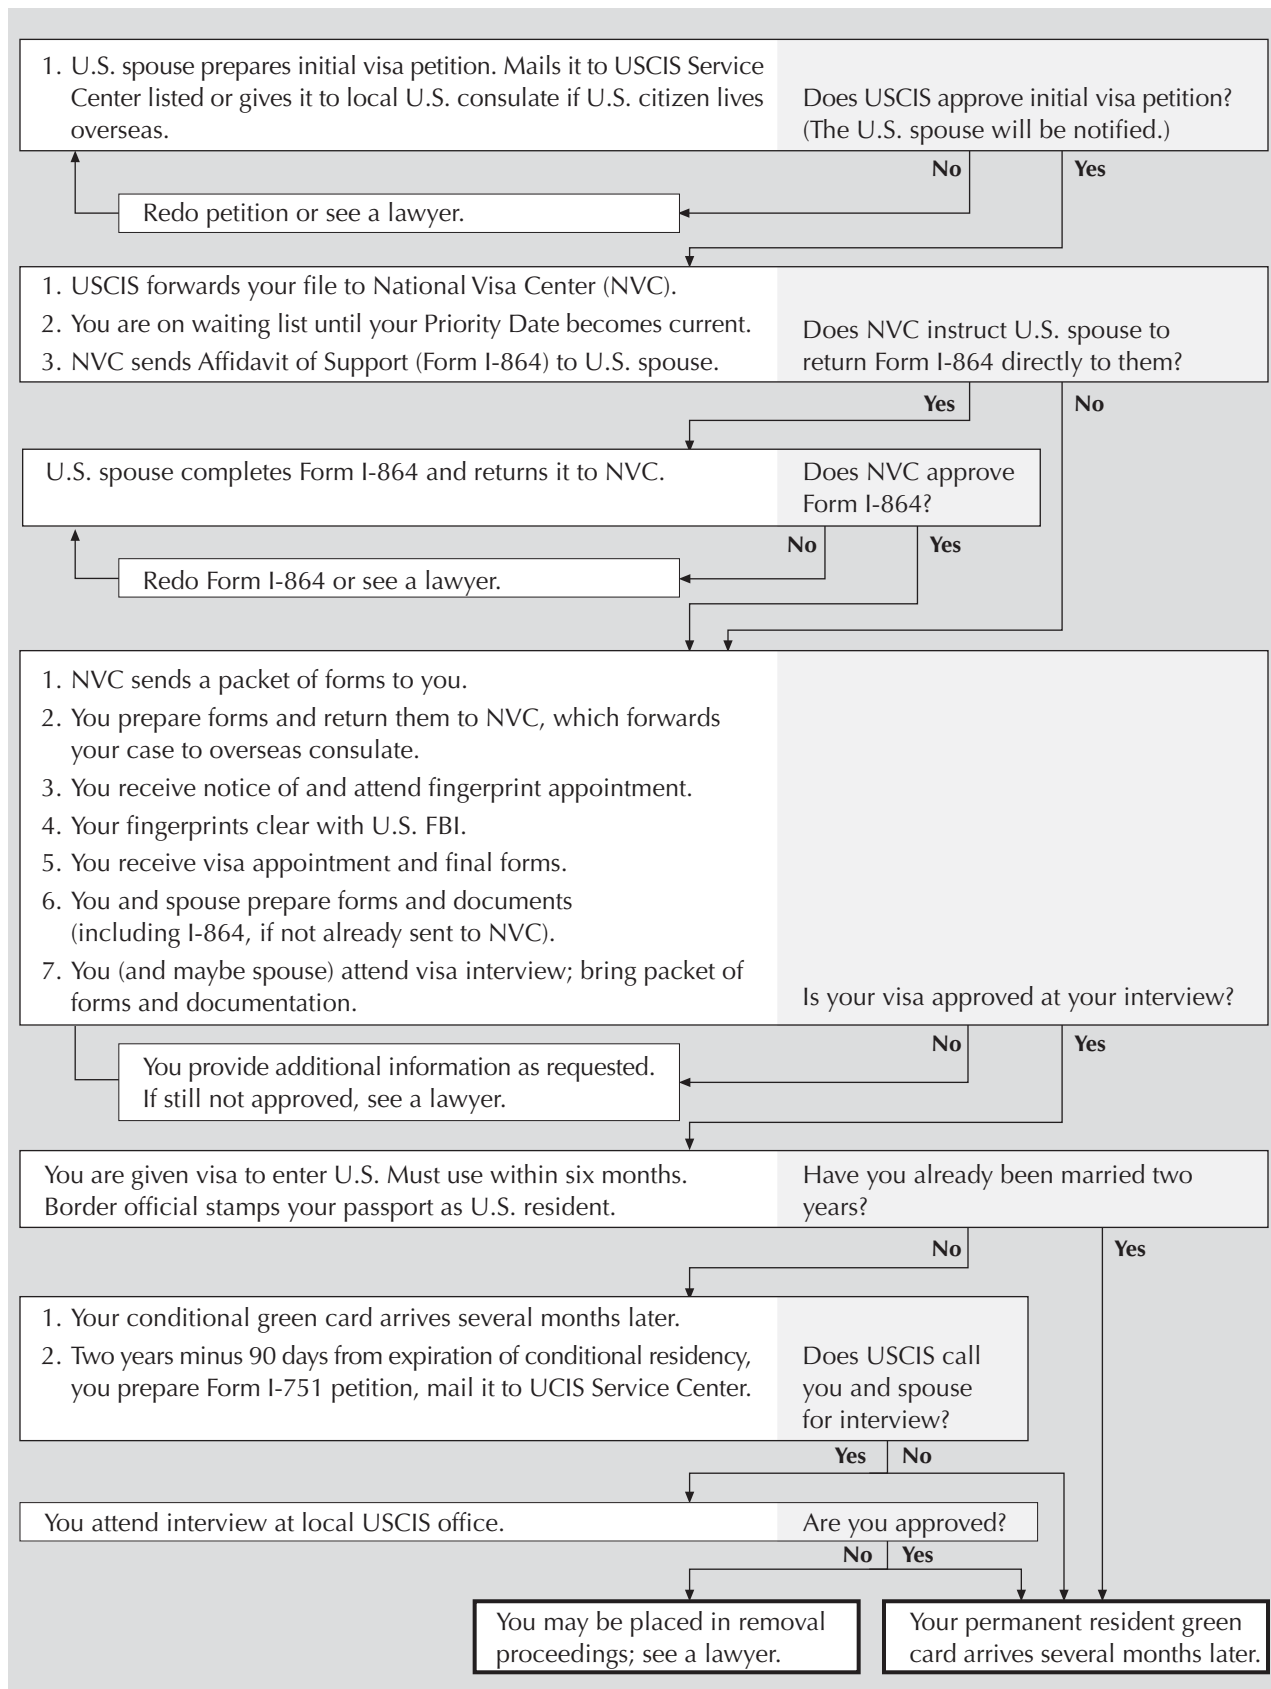 1. U.S. spouse prepares initial visa petition. Mails it to USCIS Service
Center listed or gives it to local U.S. consulate if U.S. citizen lives
overseas.
Does USCIS approve initial visa petition?
(The U.S. spouse will be notified.)
No
Yes
Redo petition or see a lawyer.
1. USCIS forwards your file to National Visa Center (NVC).
2. You are on waiting list until your Priority Date becomes current.
3. NVC sends Affidavit of Support (Form I-864) to U.S. spouse.
Does NVC instruct U.S. spouse to
return Form I-864 directly to them?
Yes
No
U.S. spouse completes Form I-864 and returns it to NVC.
Does NVC approve
Form I-864?
No
Yes
Redo Form I-864 or see a lawyer.
1. NVC sends a packet of forms to you.
2. You prepare forms and return them to NVC, which forwards
your case to overseas consulate.
3. You receive notice of and attend fingerprint appointment.
4. Your fingerprints clear with U.S. FBI.
5. You receive visa appointment and final forms.
6. You and spouse prepare forms and documents
(including I-864, if not already sent to NVC).
7. You (and maybe spouse) attend visa interview; bring packet of
forms and documentation.
Is your visa approved at your interview?
No
Yes
You provide additional information as requested.
If still not approved, see a lawyer.
You are given visa to enter U.S. Must use within six months.
Border official stamps your passport as U.S. resident.
Have you already been married two
years?
No
Yes
1. Your conditional green card arrives several months later.
2. Two years minus 90 days from expiration of conditional residency,
you prepare Form I-751 petition, mail it to UCIS Service Center.
Does USCIS call
you and spouse
for interview?
Yes
No
You attend interview at local USCIS office.
Are you approved?
No
Yes
You may be placed in removal
proceedings; see a lawyer.
Your permanent resident green
card arrives several months later.